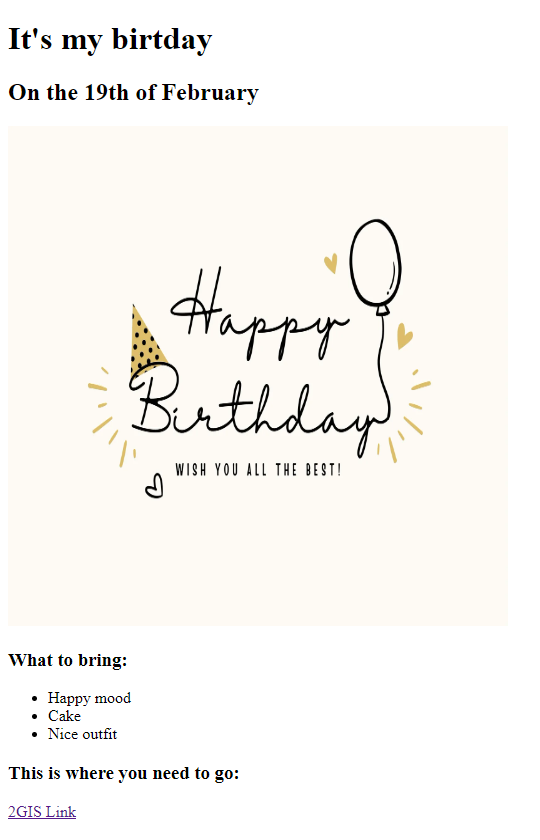 It's my birtday
On the 19th of February
Happy
Birthday
WISH YOU ALL THE BEST!
What to bring:
Happy mood
Cake
Nice outfit
This is where you need to go:
2GIS Link